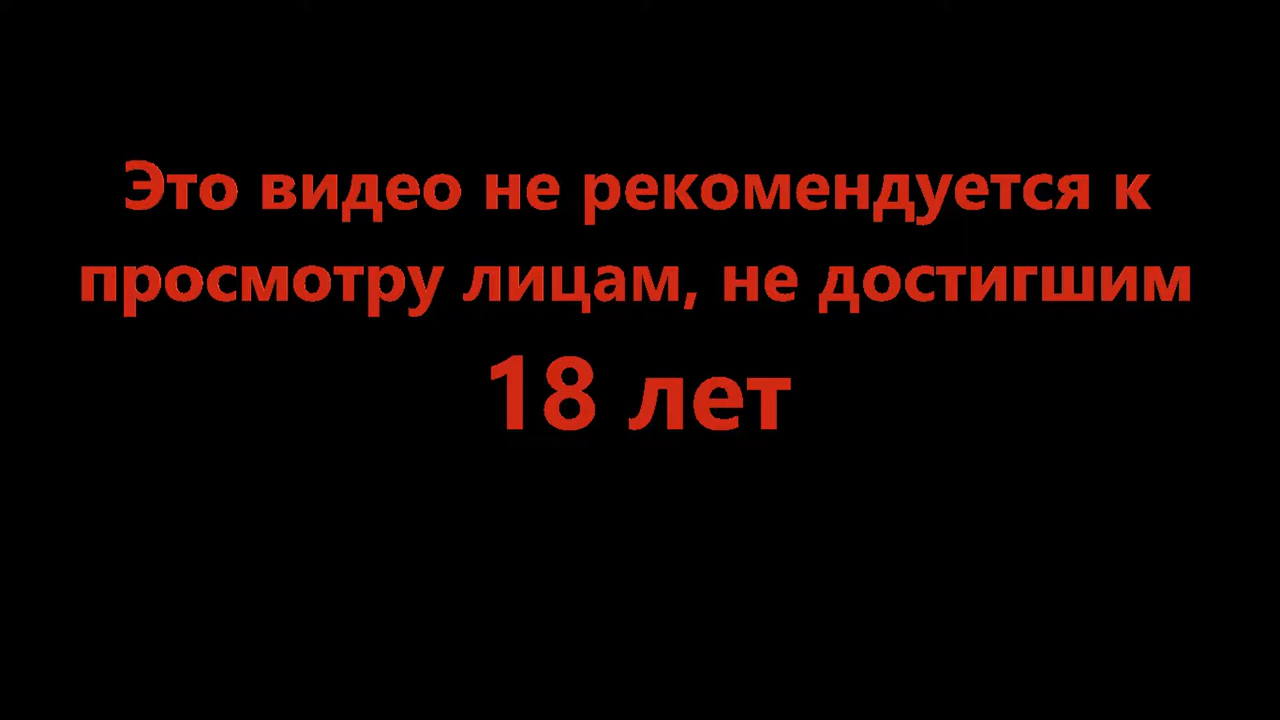 Это видео не рекомендуется к
просмотру лицам, не достигшим
18 лет